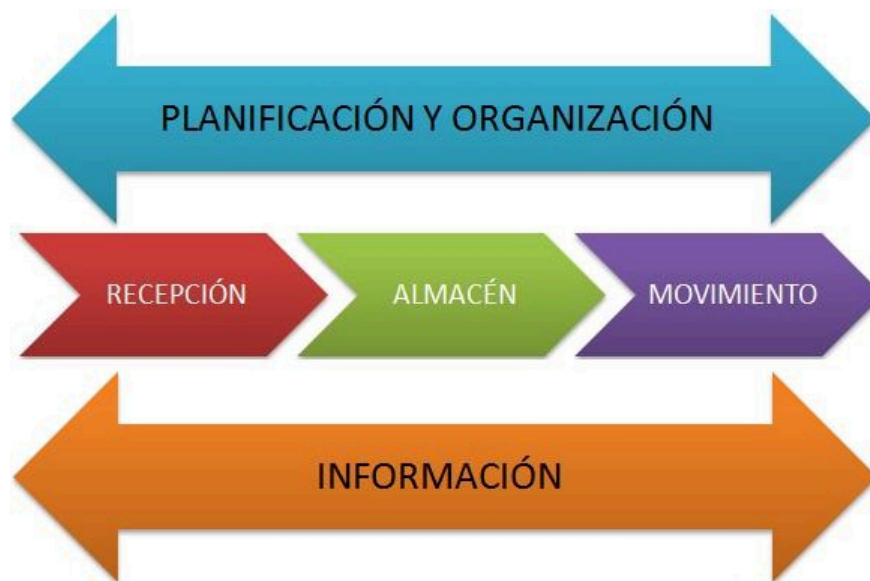 PLANIFICACIÓN Y ORGANIZACIÓN
RECEPCIÓN
ALMACÉN
MOVIMIENTO
INFORMACIÓN